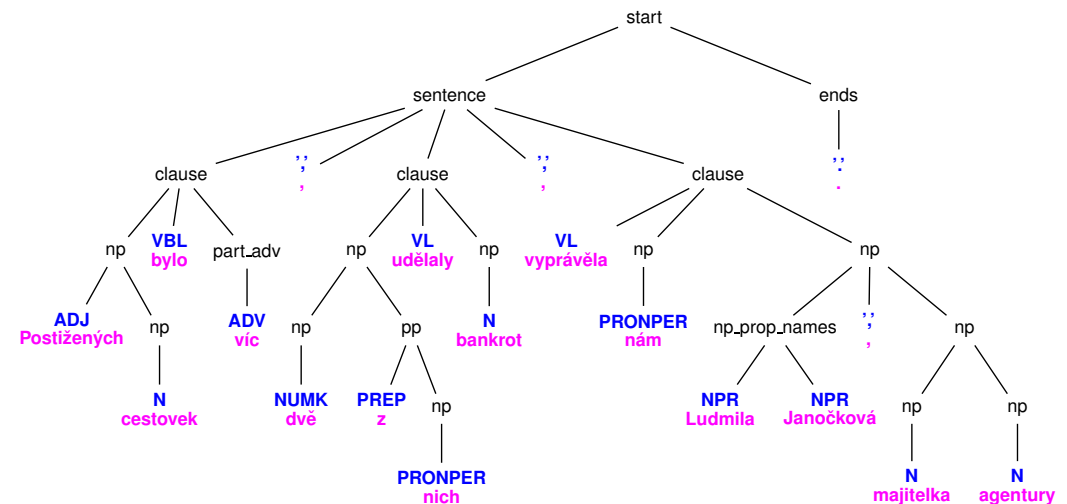 start
sentence ends
clause ',' clause ',' clause '.'
, , .
np VBL part_adv np VL np VL np np
bylo udělaly vyprávěla
ADJ np ADV np pp N PRONPER np_prop_names ',' np
Postižených víc bankrot nám ,
N NUMK PREP np NPR NPR np np
cestovek dvě z Ludmila Janočková
PRONPER N N
nich majitelka agentury